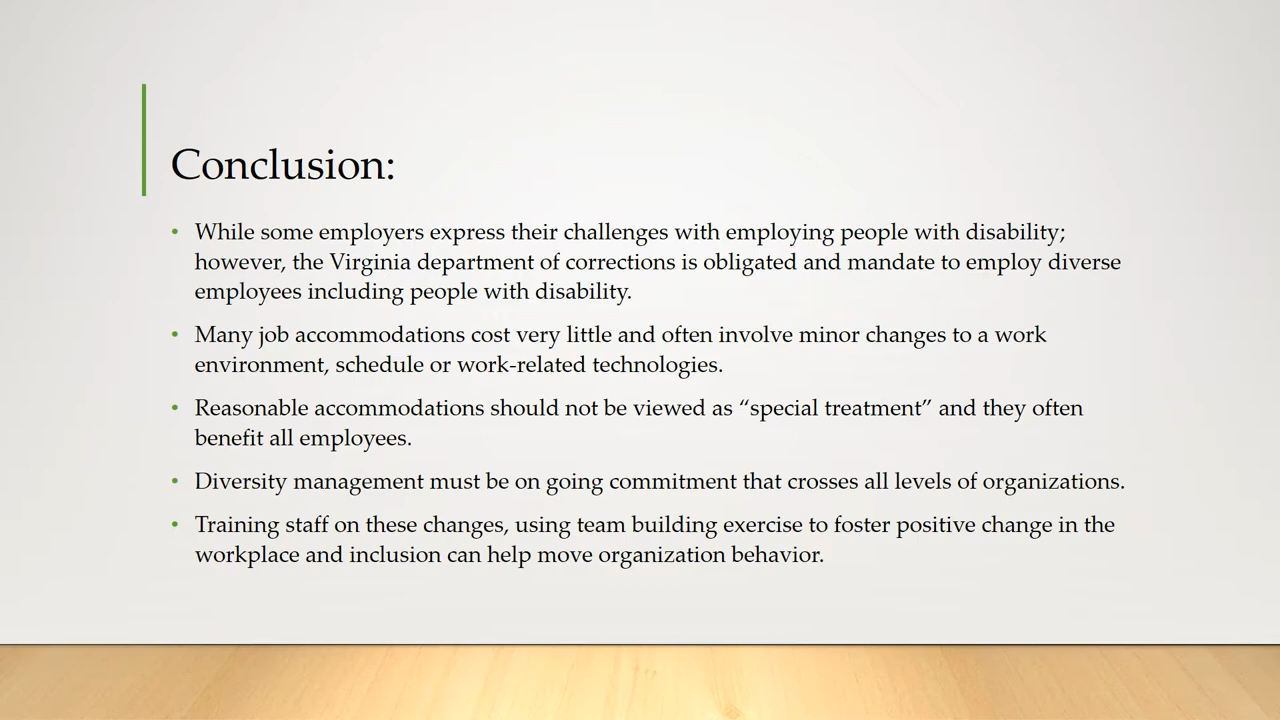 Conclusion:
• While some employers express their challenges with employing people with disability;
however, the Virginia department of corrections is obligated and mandate to employ diverse
employees including people with disability.
• Many job accommodations cost very little and often involve minor changes to a work
environment, schedule or work-related technologies.
• Reasonable accommodations should not be viewed as “special treatment” and they often
benefit all employees.
• Diversity management must be on going commitment that crosses all levels of organizations.
• Training staff on these changes, using team building exercise to foster positive change in the
workplace and inclusion can help move organization behavior.